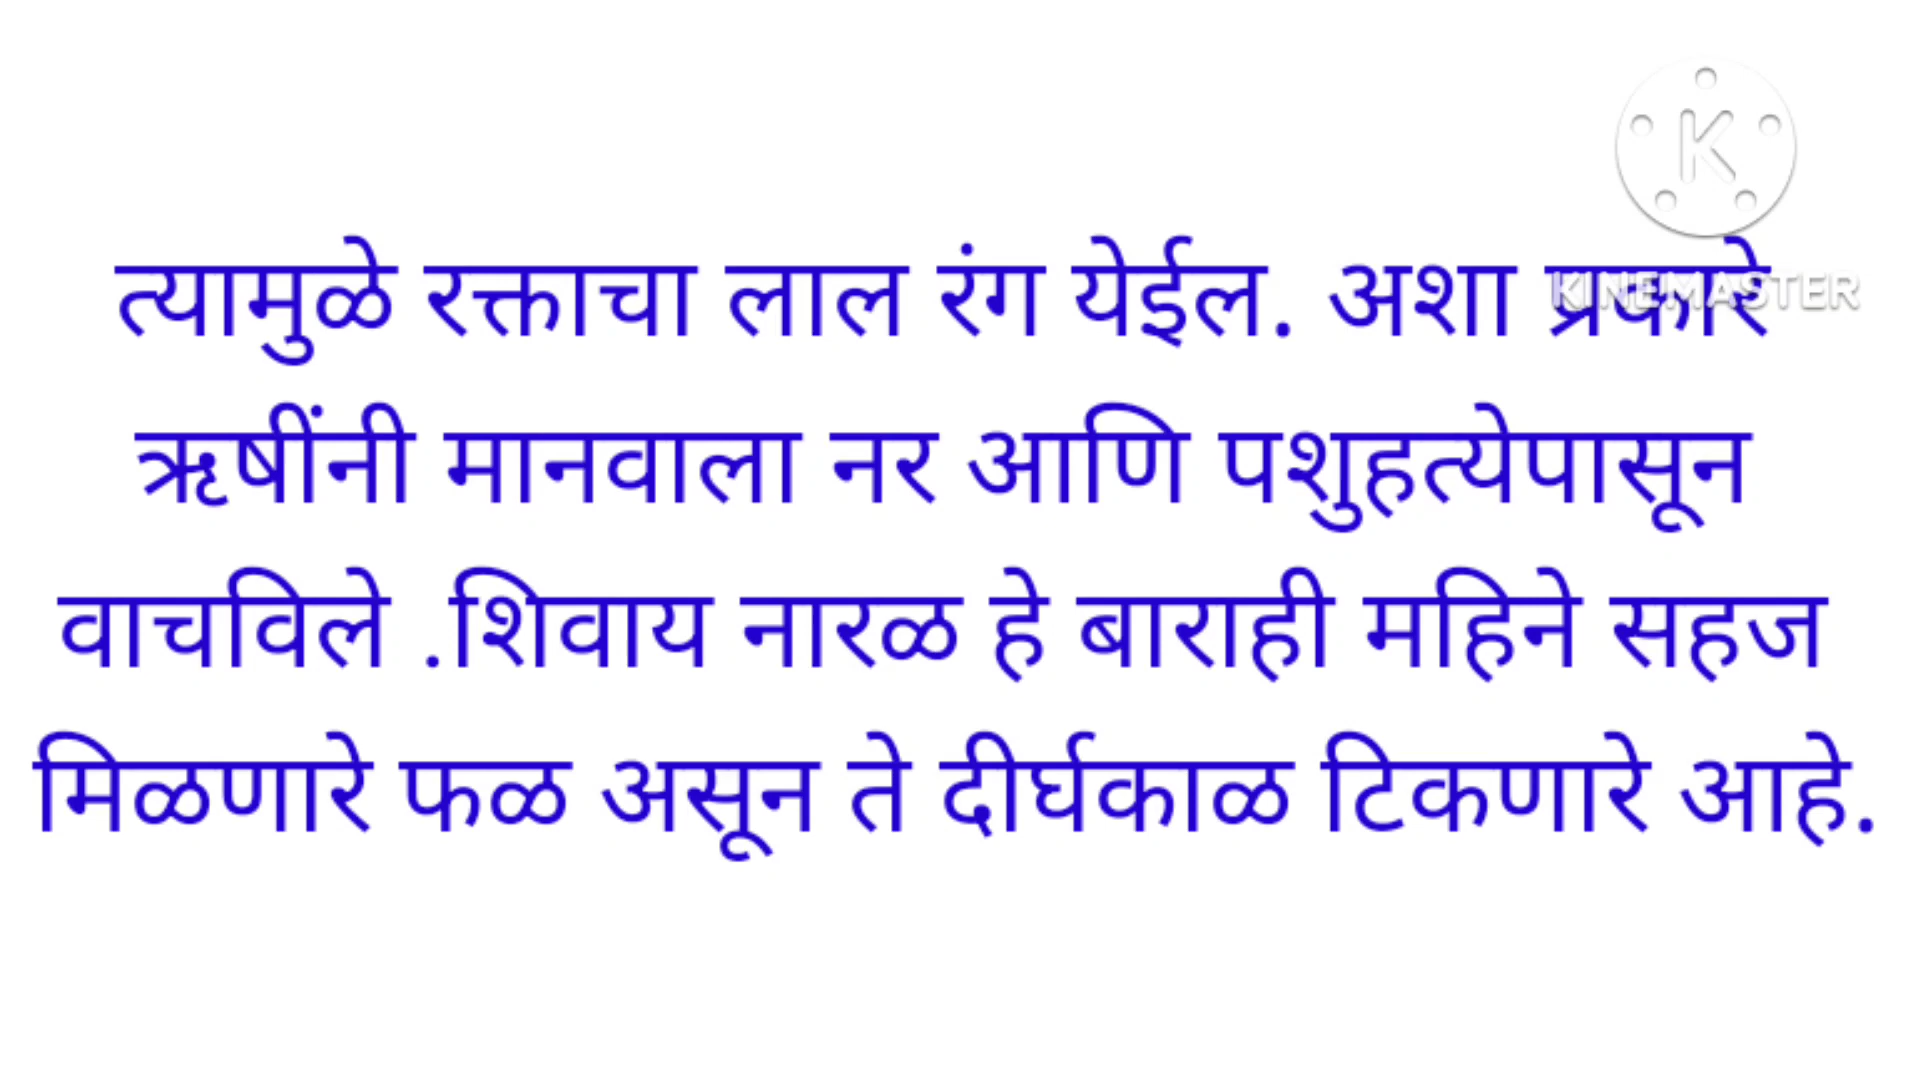 KINEMASTER
त्यामुळे रक्ताचा लाल रंग येईल. अशा प्रकारे
ऋषींनी मानवाला नर आणि पशुहत्येपासून
वाचविले .शिवाय नारळ हे बाराही महिने सहज
मिळणारे फळ असून ते दीर्घकाळ टिकणारे आहे.